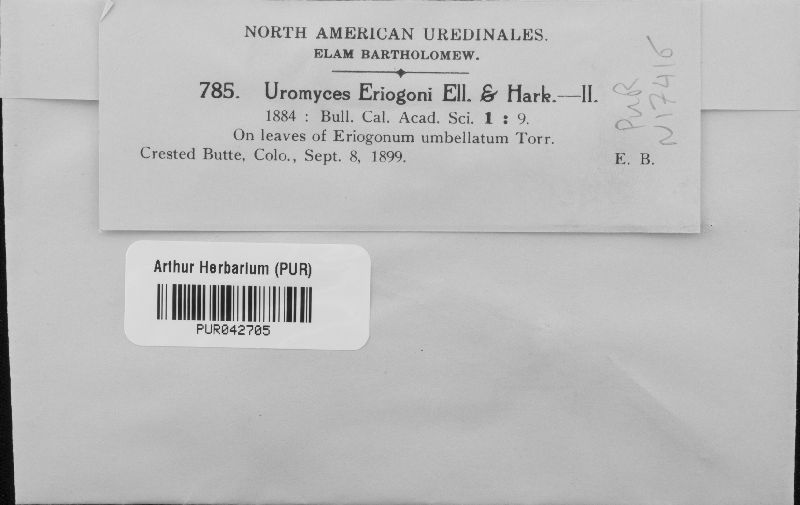 NORTH AMERICAN UREDINALES.
ELAM BARTHOLOMEW.
785. Uromyces Eriogoni Ell. & Hark.—II.
1884 : Bull. Cal. Acad. Sci. 1 : 9.
On leaves of Eriogonum umbellatum Torr.
Crested Butte, Colo., Sept. 8, 1899. E. B.
PUR
N17416
Arthur Herbarium (PUR)
PUR042705